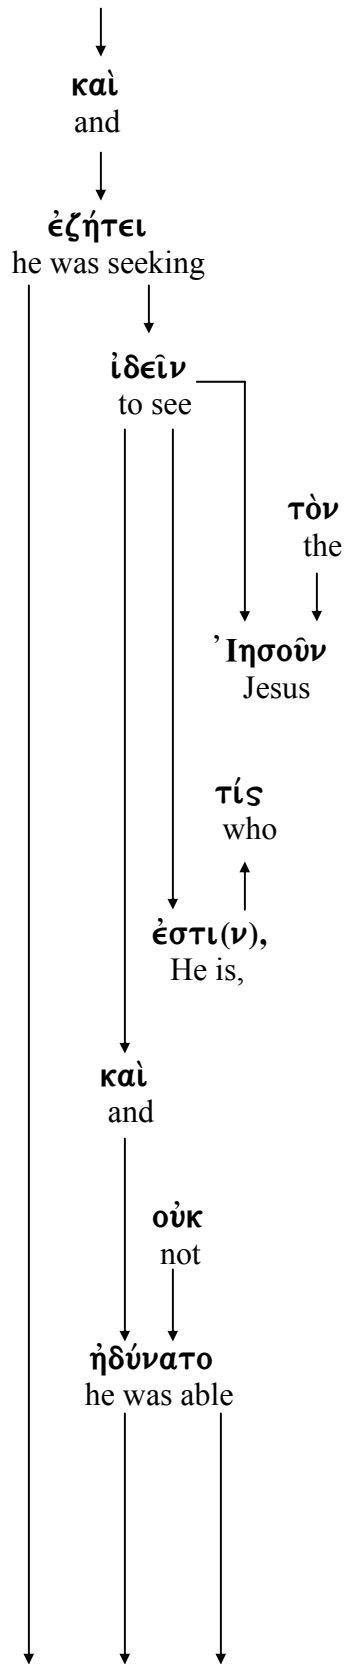 καὶ
and
ἐζήτει
he was seeking
ἰδεῖν
to see
τὸν
the
Ἰησοῦν
Jesus
τίς
who
ἐστι(ν),
He is,
καὶ
and
οὐκ
not
ἠδύνατο
he was able